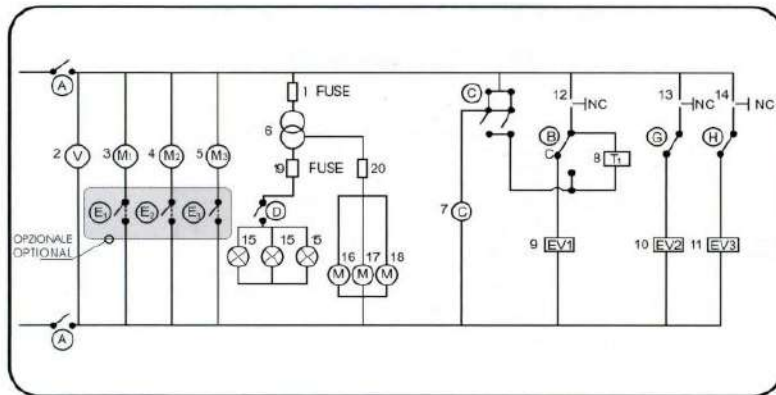 A
1 FUSE
C
12 NC
13 NC
14 NC
6
B
C
G
H
2 V
3 M1
4 M2
5 M3
19 FUSE
20
8 T1
E1
E2
E3
D
7 C
OPZIONALE
OPTIONAL
15
15
15
16
17
18
M
M
M
9 EV1
10 EV2
11 EV3
A